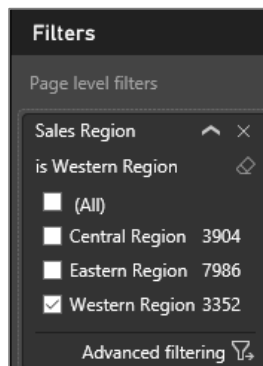 Filters
Page level filters
Sales Region
is Western Region
(All)
Central Region 3904
Eastern Region 7986
Western Region 3352
Advanced filtering